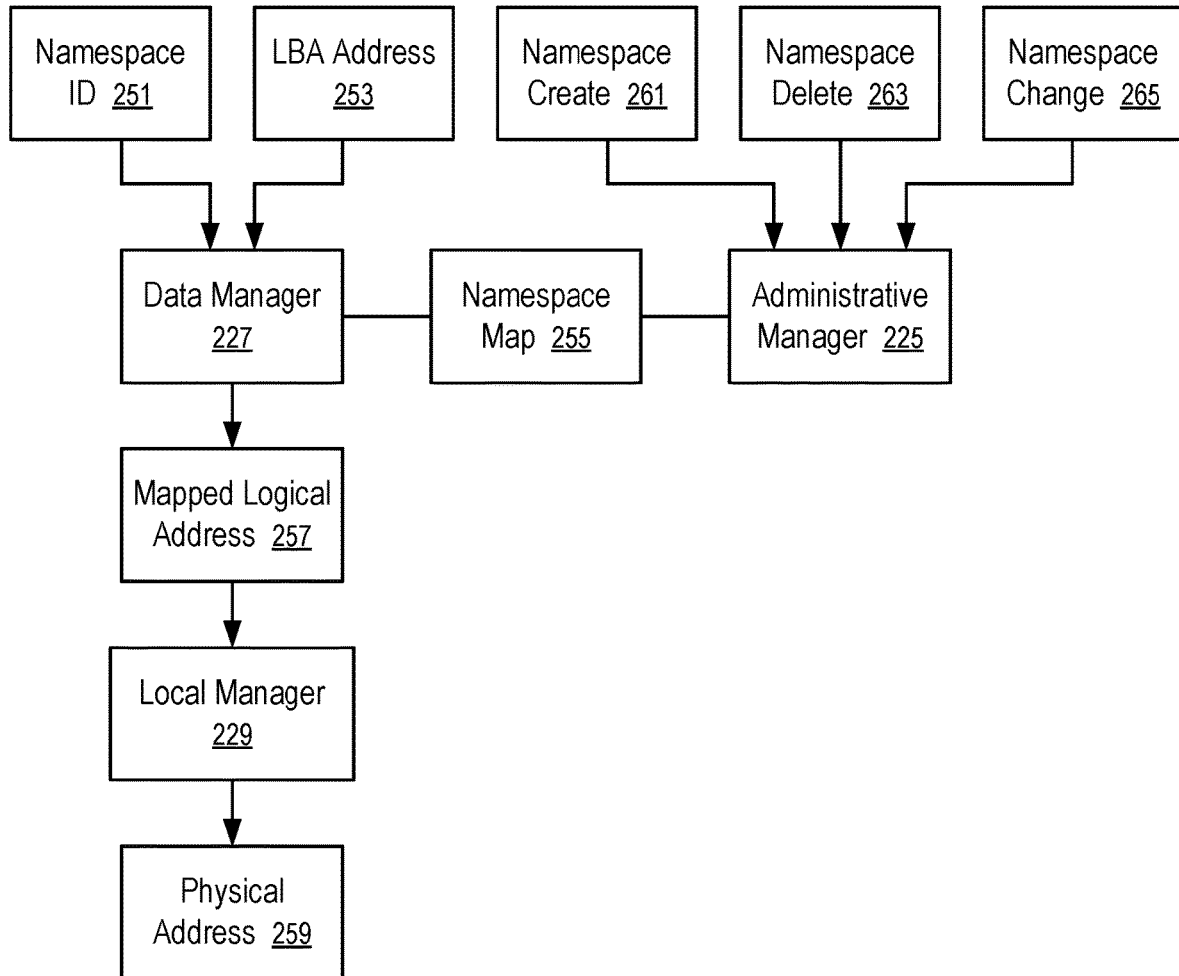 Namespace
ID 251
LBA Address
253
Namespace
Create 261
Namespace
Delete 263
Namespace
Change 265
Data Manager
227
Namespace
Map 255
Administrative
Manager 225
Mapped Logical
Address 257
Local Manager
229
Physical
Address 259